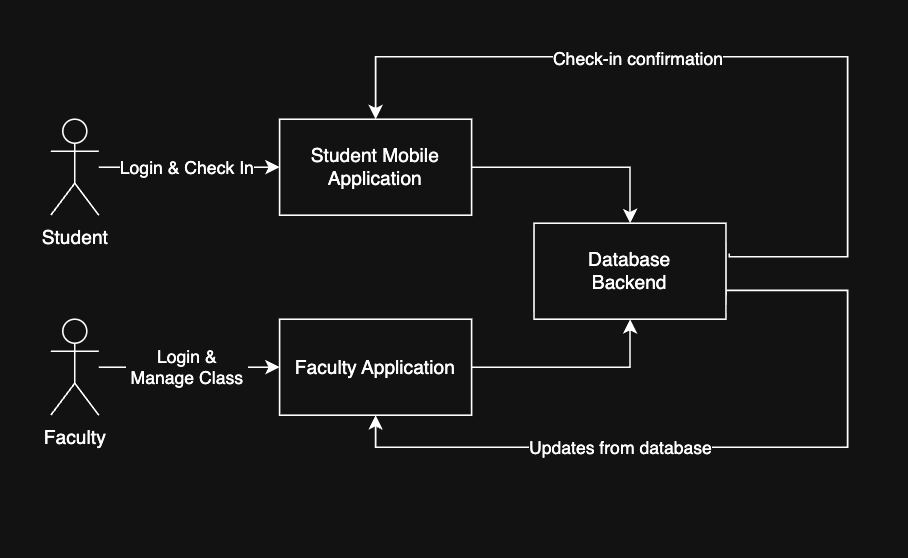 Check-in confirmation
Student Mobile
Application
Login & Check In
Student
Database
Backend
Login &
Manage Class
Faculty Application
Faculty
Updates from database